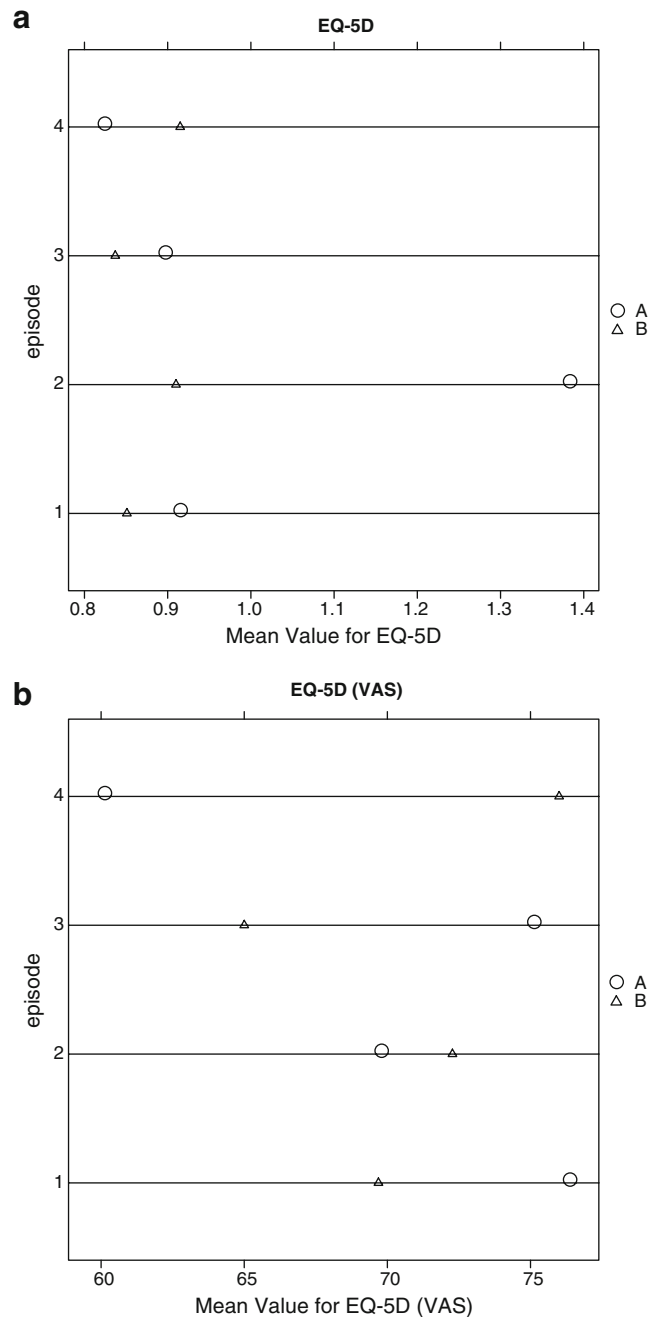 a
EQ-5D
4
3
2
1
episode
0.8 0.9 1.0 1.1 1.2 1.3 1.4
Mean Value for EQ-5D
A
B
b
EQ-5D (VAS)
4
3
2
1
episode
60 65 70 75
Mean Value for EQ-5D (VAS)
A
B